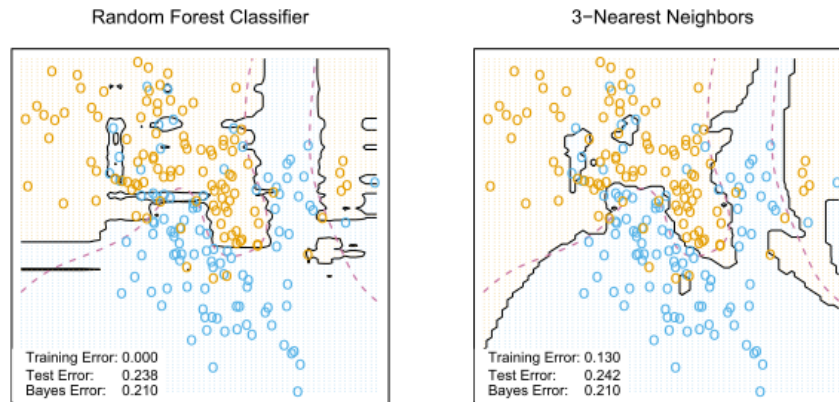 Random Forest Classifier
Training Error: 0.000
Test Error: 0.238
Bayes Error: 0.210
3−Nearest Neighbors
Training Error: 0.130
Test Error: 0.242
Bayes Error: 0.210